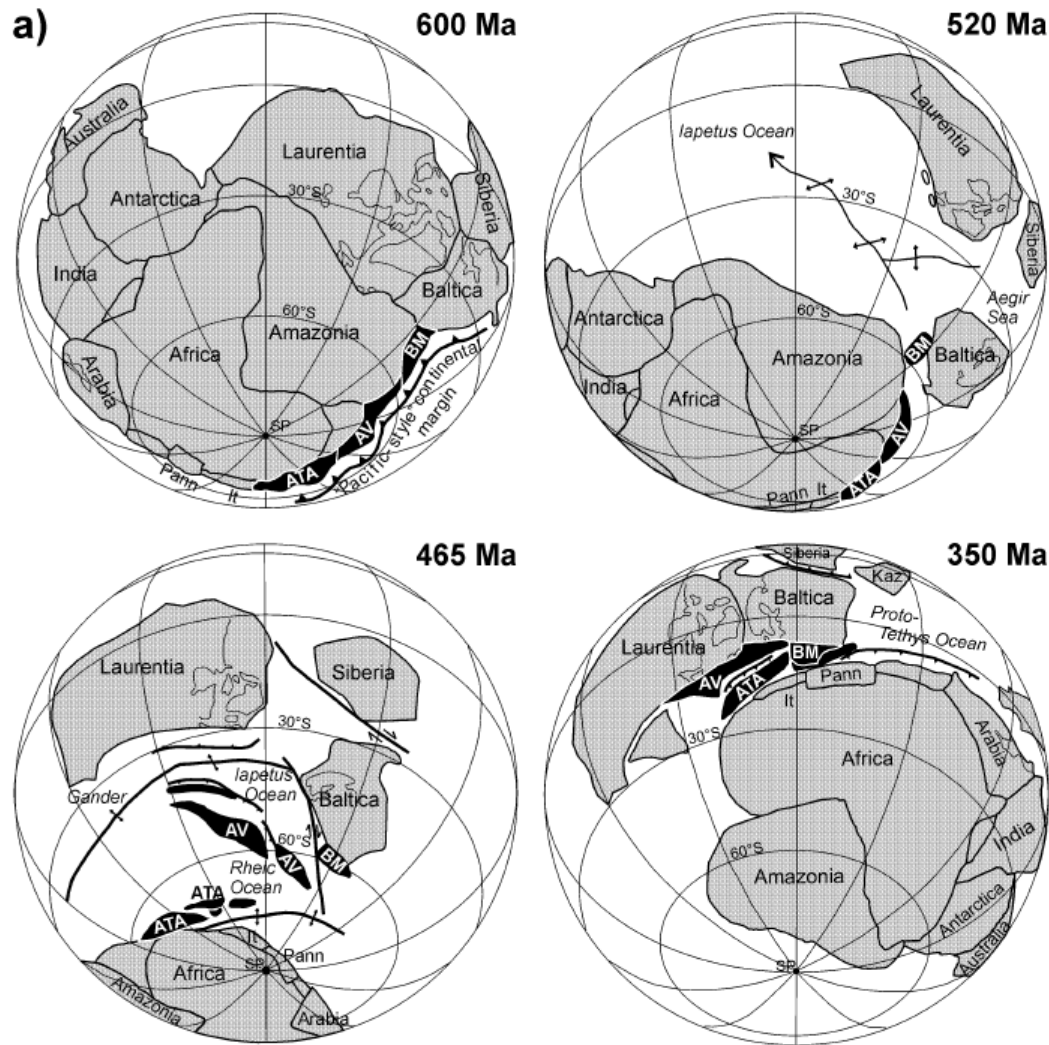 a)
600 Ma
Australia
Laurentia
Antarctica
30°S
Siberia
India
Baltica
60°S
Amazonia
Africa
BM
Arabia
"Pacific-style" continental
margin
SP
AV
ATA
Pann
It
520 Ma
Laurentia
Iapetus Ocean
30°S
Siberia
Aegir
Sea
60°S
Antarctica
Amazonia
BM
Baltica
India
Africa
SP
AV
Pann It
ATA
465 Ma
Laurentia
Siberia
30°S
Gander
Iapetus
Ocean
Baltica
AV
60°S
AV
BM
Rheic
Ocean
ATA
ATA
It
Pann
SP
Africa
Amazonia
Arabia
350 Ma
Siberia
Kaz
Baltica
Proto-
Tethys Ocean
Laurentia
BM
AV
ATA
Pann
It
30°S
Africa
Arabia
India
60°S
Amazonia
Antarctica
Australia
SP